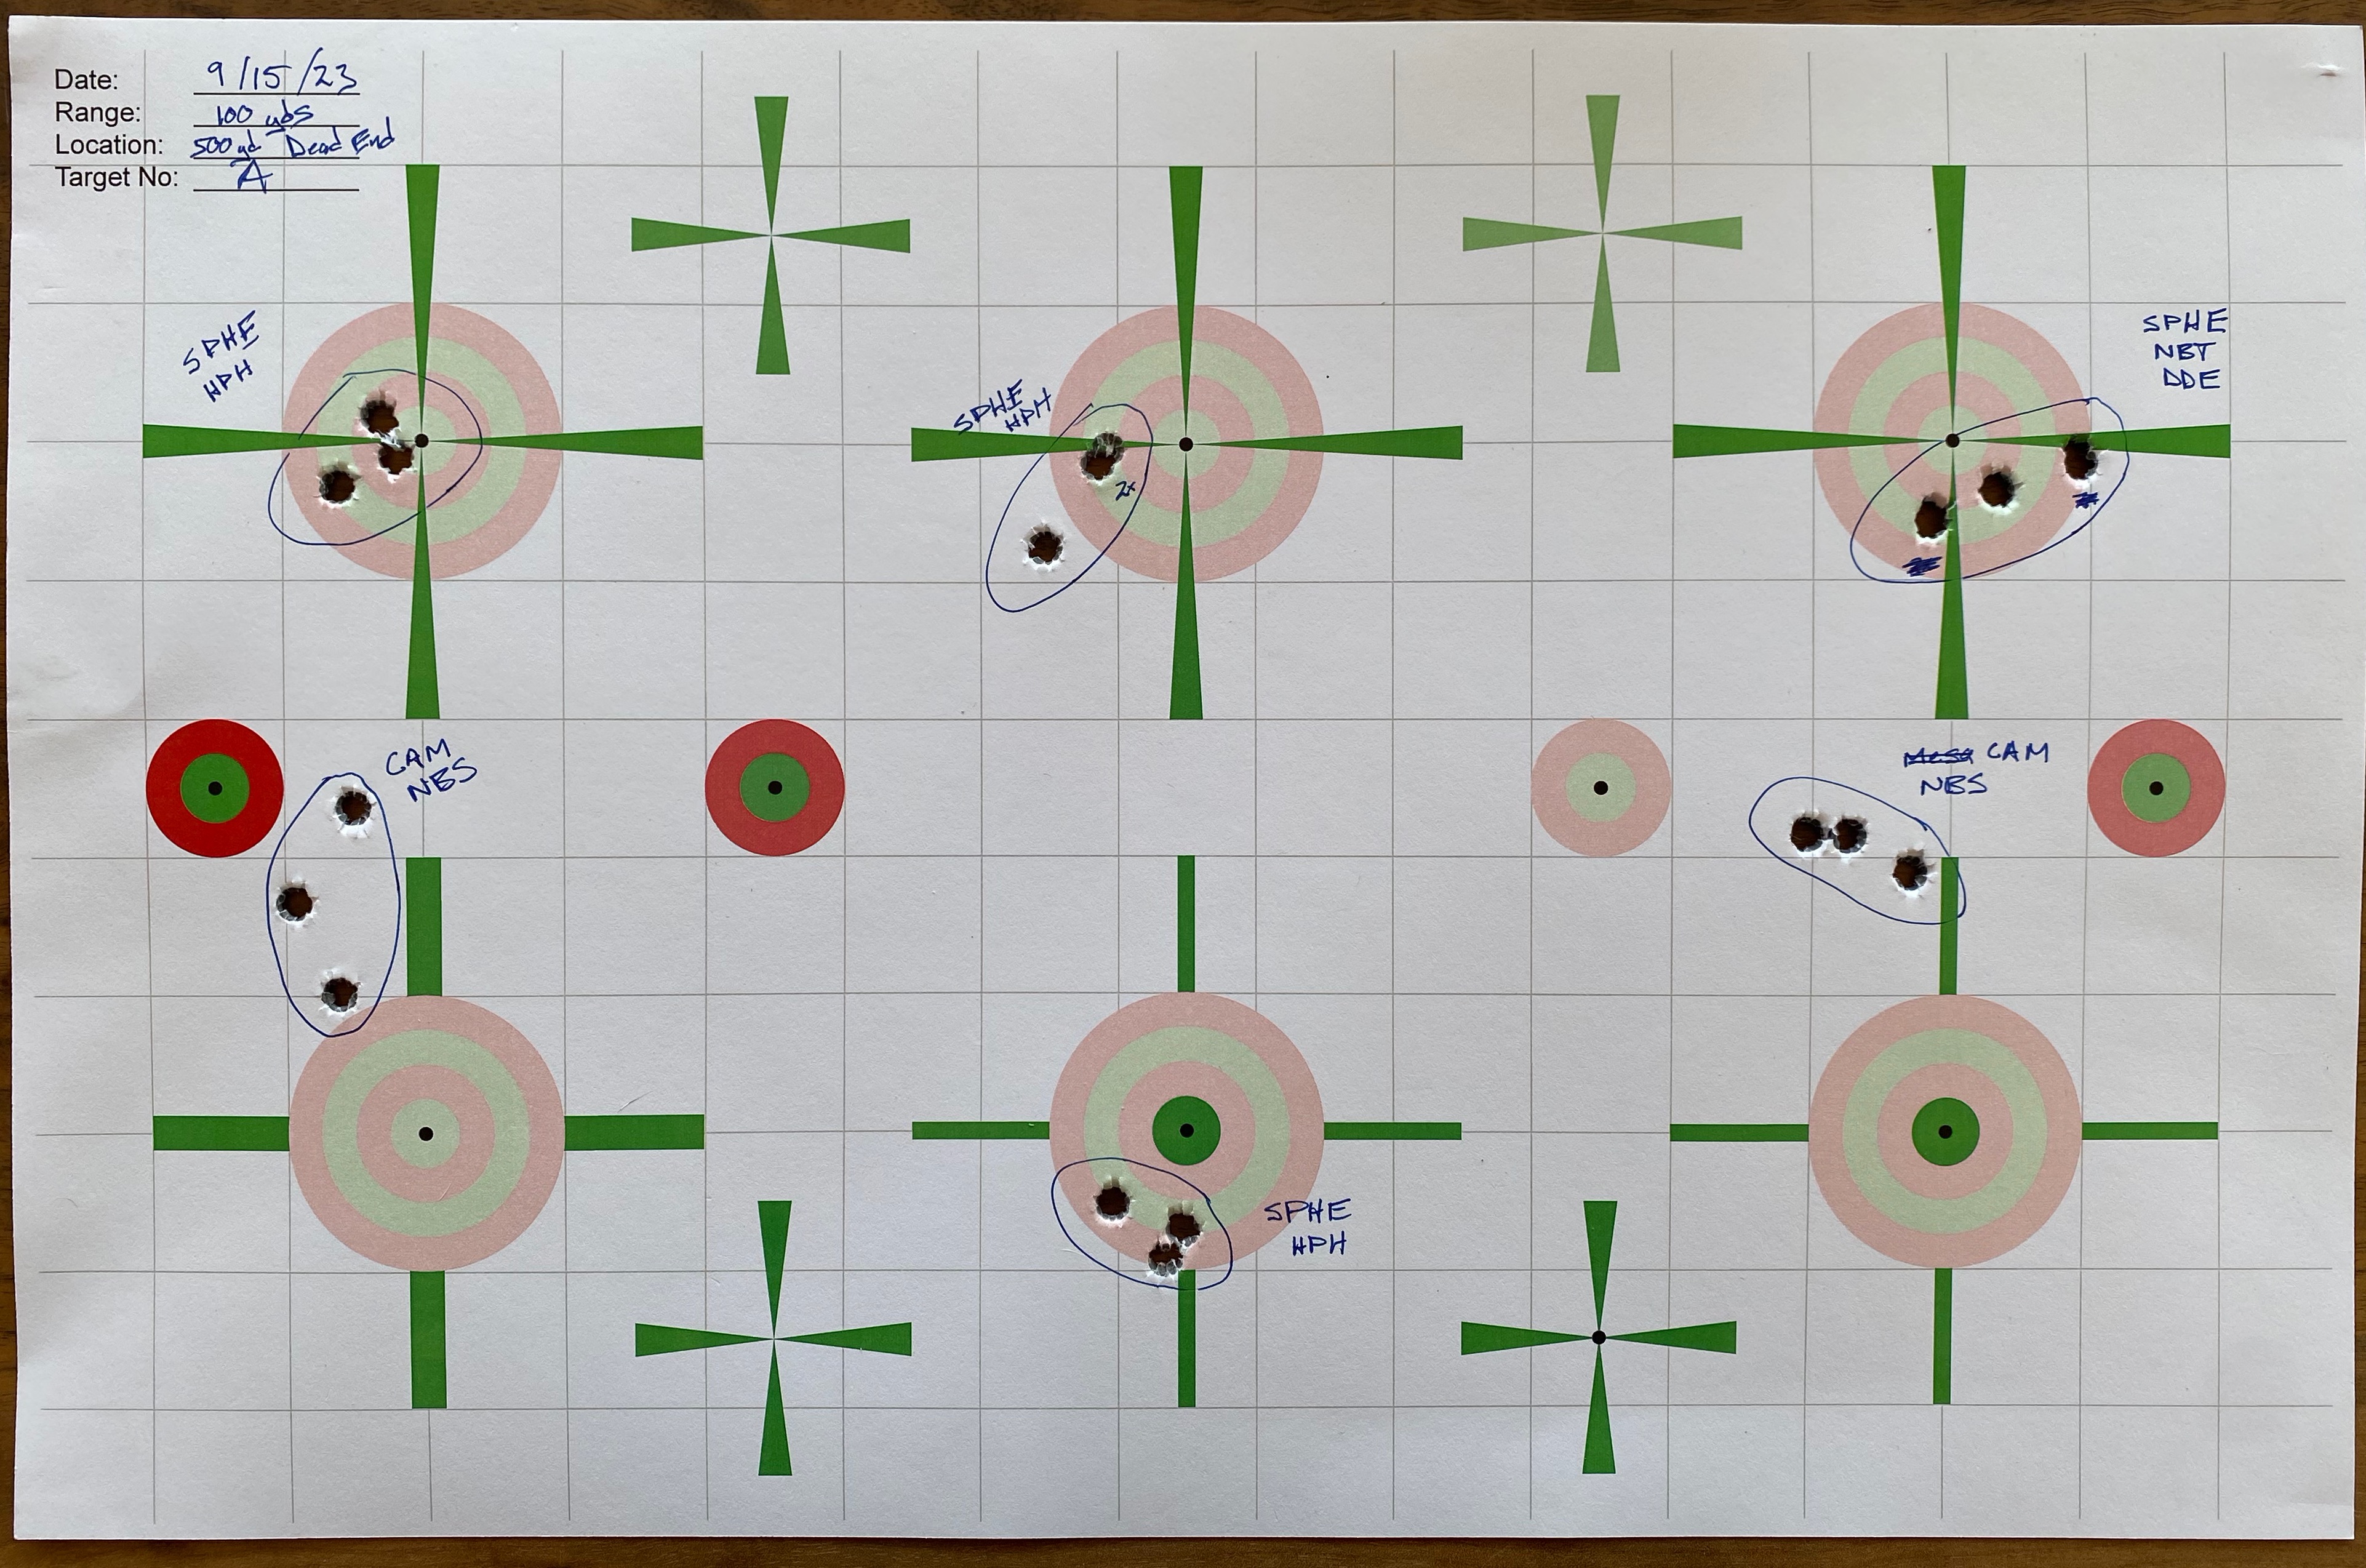 Date: 9/15/23
Range: 100 yds
Location: 500 yd Dead End
Target No: A
SPHE
HPH
SPHE
HPH
2x
SPHE
NBT
DDE
CAM
NBS
CAM
NBS
SPHE
HPH